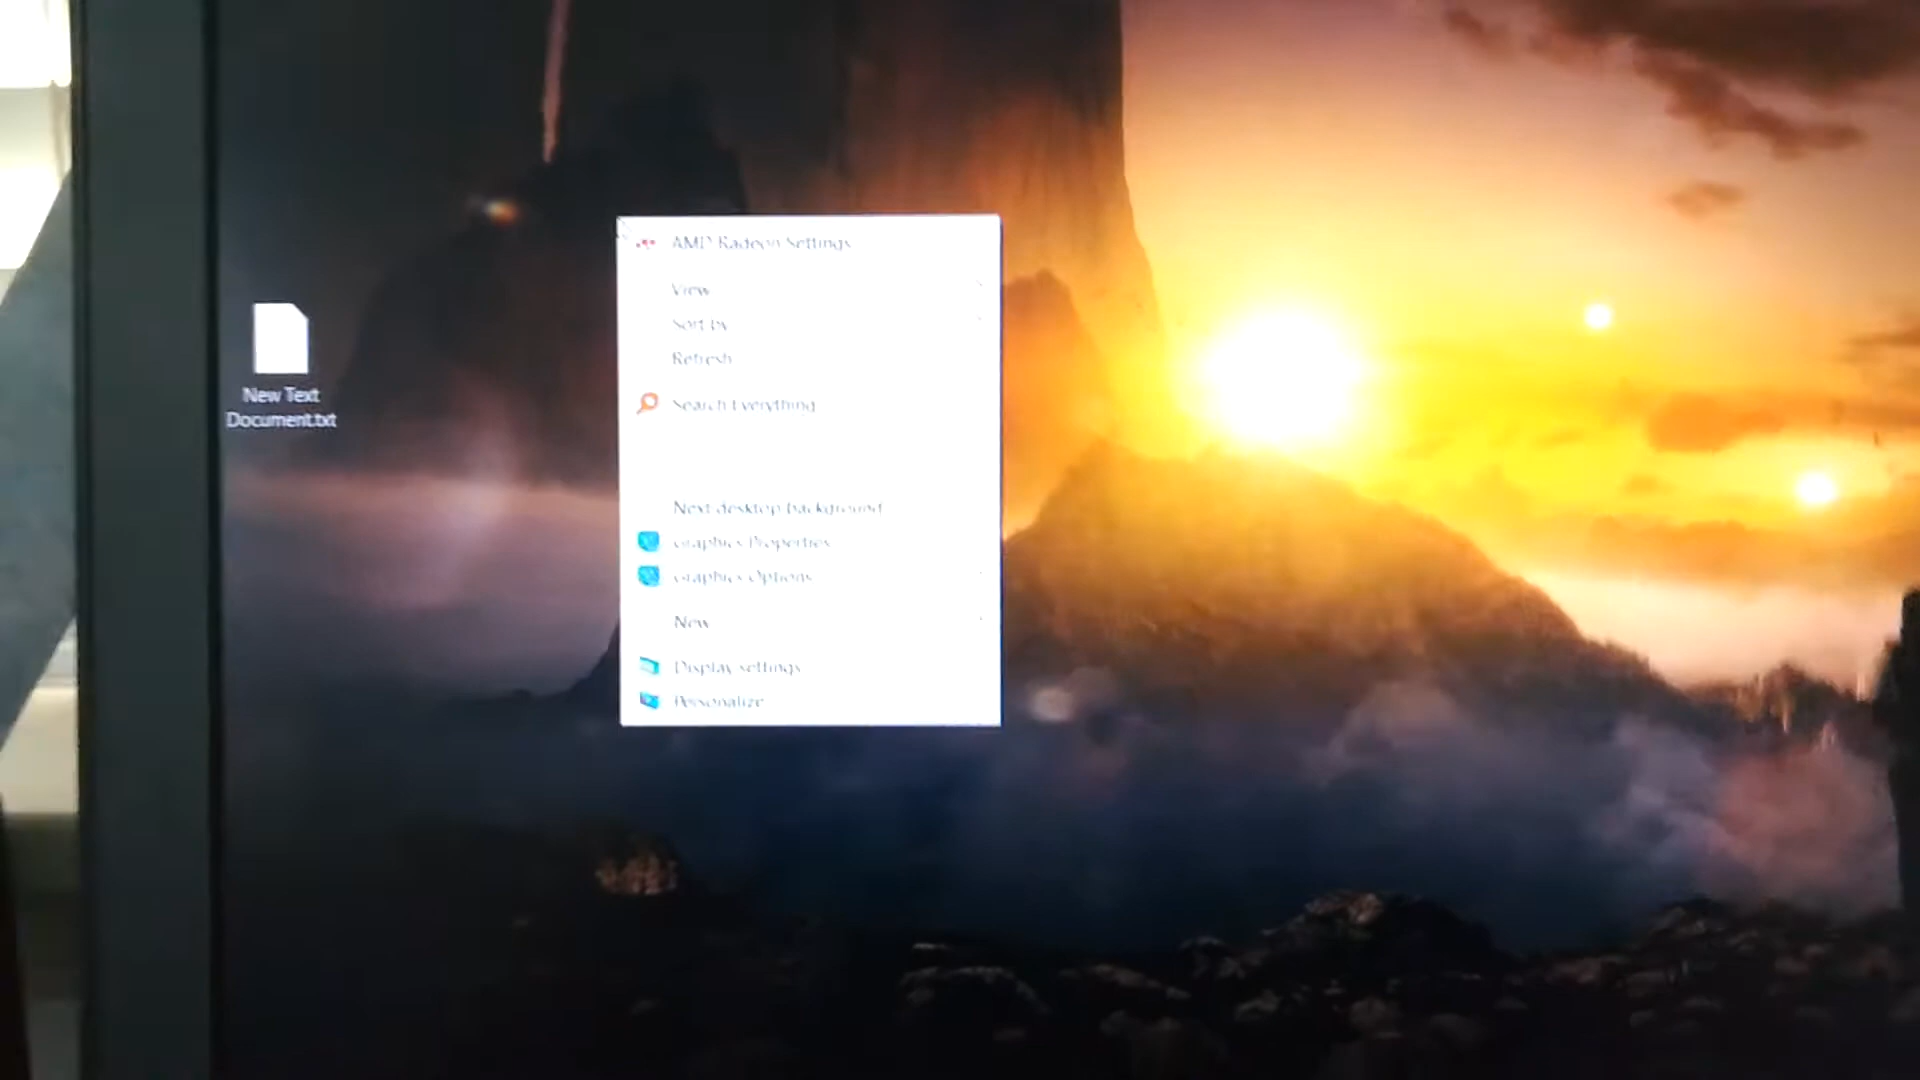 AMD Radeon Settings
View
Sort by
Refresh
Search Everything
New Text
Document.txt
Next desktop background
Graphics Properties
Graphics Options
New
Display settings
Personalize